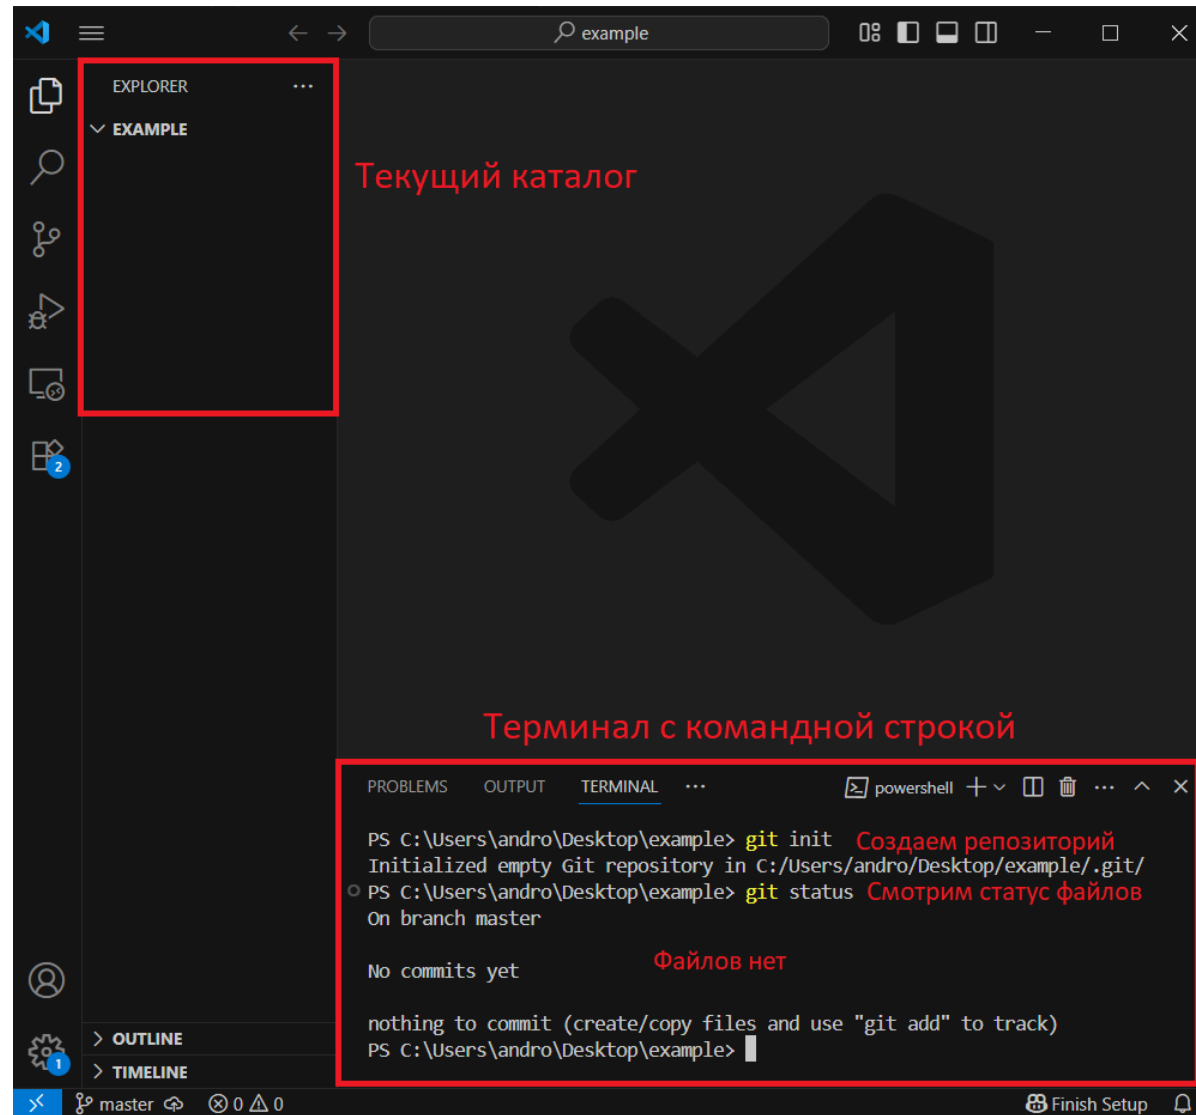 example
EXPLORER
EXAMPLE
Текущий каталог
2
Терминал с командной строкой
PROBLEMS OUTPUT TERMINAL ··· powershell
PS C:\Users\andro\Desktop\example> git init Создаем репозиторий
Initialized empty Git repository in C:/Users/andro/Desktop/example/.git/
PS C:\Users\andro\Desktop\example> git status Смотрим статус файлов
On branch master
Файлов нет
No commits yet
nothing to commit (create/copy files and use "git add" to track)
PS C:\Users\andro\Desktop\example>
OUTLINE
1
TIMELINE
master 0 0 Finish Setup